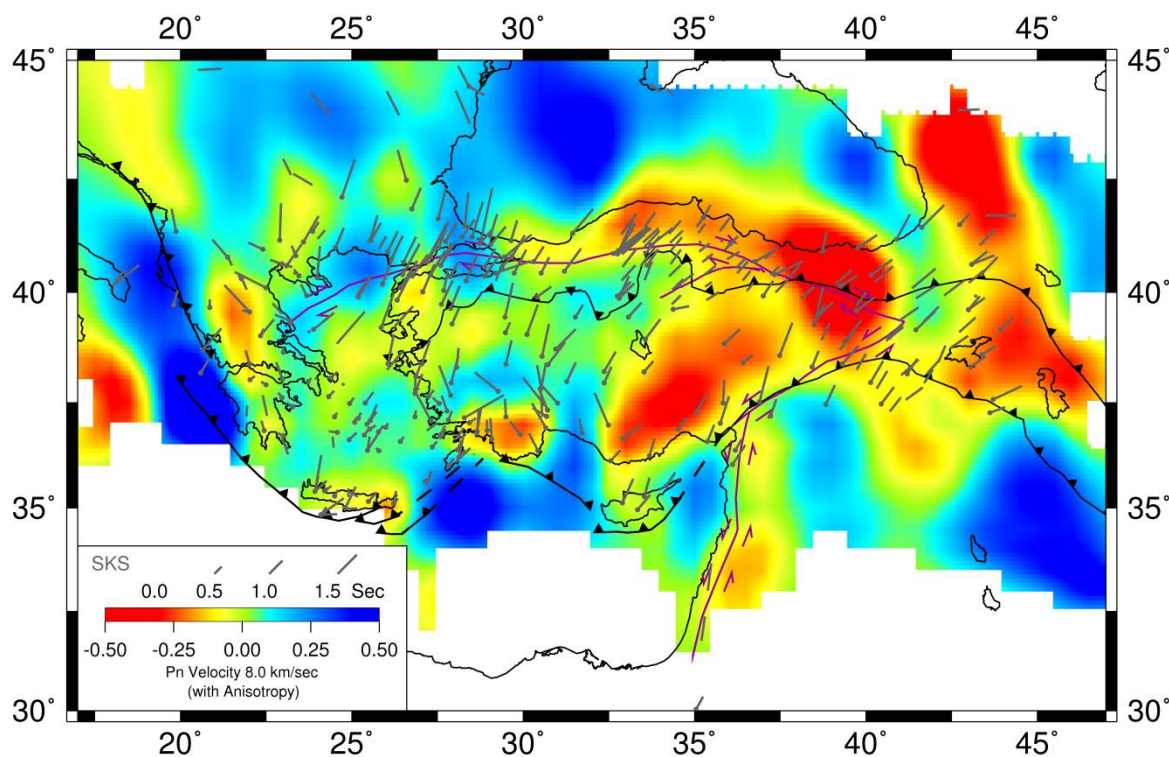 20˚ 25˚ 30˚ 35˚ 40˚ 45˚
45˚ 45˚
40˚ 40˚
35˚ 35˚
SKS
0.0 0.5 1.0 1.5 Sec
-0.50 -0.25 0.00 0.25 0.50
Pn Velocity 8.0 km/sec
(with Anisotropy)
30˚ 30˚
20˚ 25˚ 30˚ 35˚ 40˚ 45˚